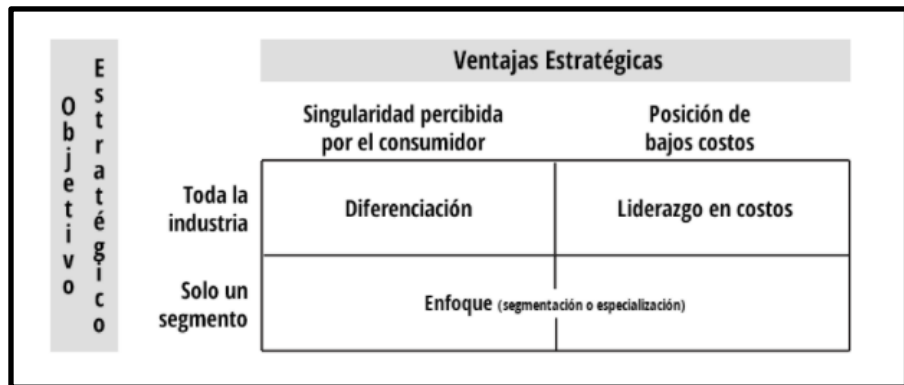 Objetivo
Estratégico
Ventajas Estratégicas
Singularidad percibida
por el consumidor
Posición de
bajos costos
Toda la
industria
Diferenciación
Liderazgo en costos
Solo un
segmento
Enfoque (segmentación o especialización)